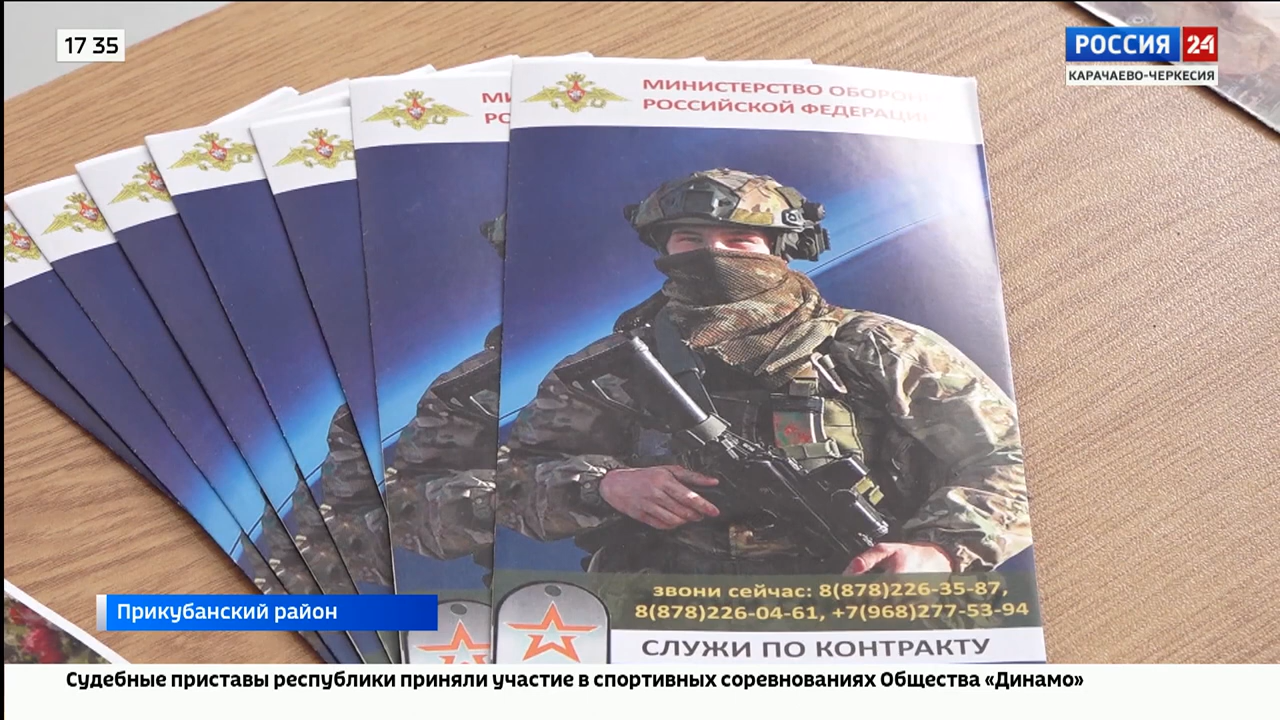 17 35
РОССИЯ 24
КАРАЧАЕВО-ЧЕРКЕСИЯ
МИНИСТЕРСТВО ОБОРОНЫ
РОССИЙСКОЙ ФЕДЕРАЦИИ
звони сейчас: 8(878)226-35-87,
8(878)226-04-61, +7(968)277-53-94
СЛУЖИ ПО КОНТРАКТУ
Прикубанский район
Судебные приставы республики приняли участие в спортивных соревнованиях Общества «Динамо»